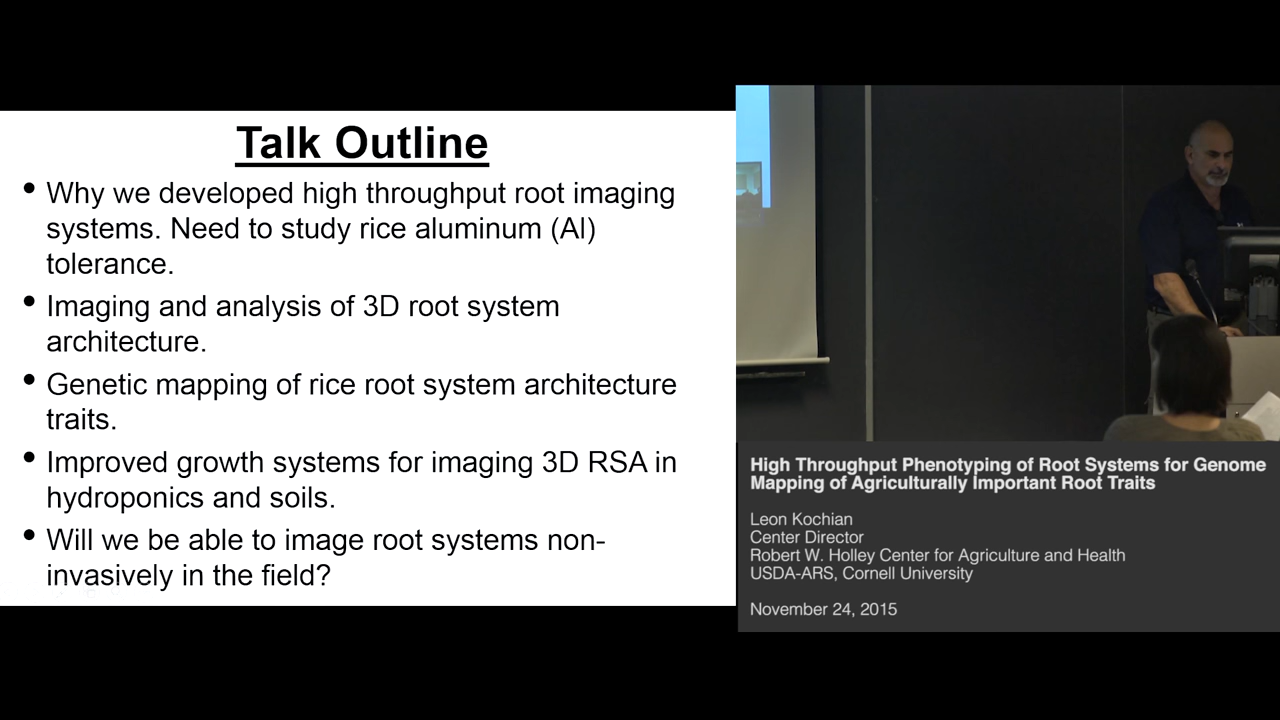 Talk Outline
• Why we developed high throughput root imaging
systems. Need to study rice aluminum (Al)
tolerance.
• Imaging and analysis of 3D root system
architecture.
• Genetic mapping of rice root system architecture
traits.
• Improved growth systems for imaging 3D RSA in
hydroponics and soils.
• Will we be able to image root systems non-
invasively in the field?
High Throughput Phenotyping of Root Systems for Genome
Mapping of Agriculturally Important Root Traits
Leon Kochian
Center Director
Robert W. Holley Center for Agriculture and Health
USDA-ARS, Cornell University
November 24, 2015